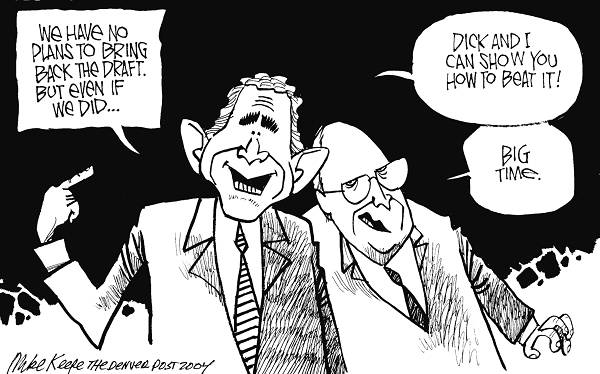 WE HAVE NO
PLANS TO BRING
BACK THE DRAFT.
BUT EVEN IF
WE DID...
DICK AND I
CAN SHOW YOU
HOW TO BEAT IT!
BIG
TIME.
Mike Keefe THE DENVER POST 2004